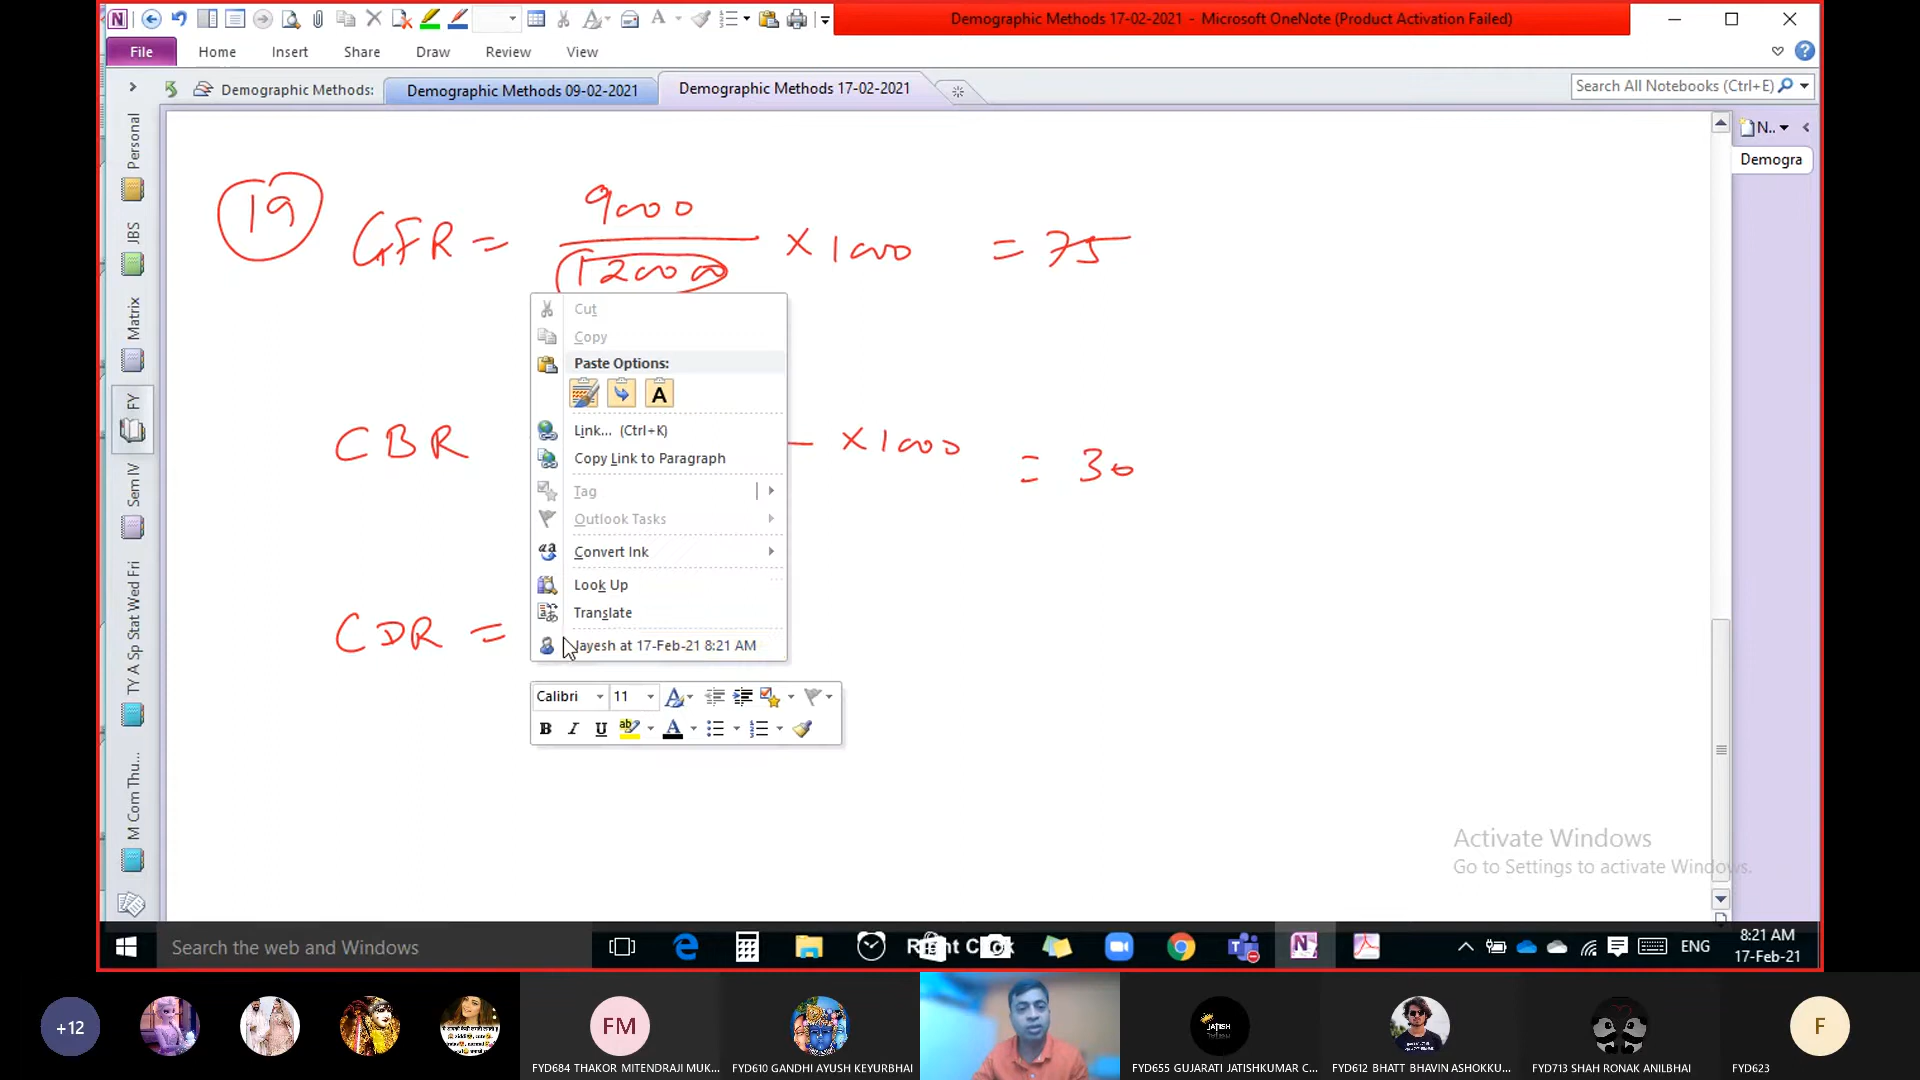 Demographic Methods 17-02-2021 - Microsoft OneNote (Product Activation Failed)
File Home Insert Share Draw Review View
Demographic Methods: Demographic Methods 09-02-2021 Demographic Methods 17-02-2021
Search All Notebooks (Ctrl+E)
N..
Demogra
Personal
JBS
Matrix
FY
Sem IV
TY A Sp Stat Wed Fri
M Com Thu...
19
GFR = 9000 / 120000 × 1000 = 75
Cut
Copy
Paste Options:
Link... (Ctrl+K)
Copy Link to Paragraph
Tag
Outlook Tasks
Convert Ink
Look Up
Translate
Jayesh at 17-Feb-21 8:21 AM
CBR × 1000 = 30
CDR =
Calibri 11
B I U
Activate Windows
Go to Settings to activate Windows.
Search the web and Windows
Right Click
ENG
8:21 AM
17-Feb-21
+12
FM
FYD684 THAKOR MITENDRAJI MUK...
FYD610 GANDHI AYUSH KEYURBHAI
JATISH
FYD655 GUJARATI JATISHKUMAR C...
FYD612 BHATT BHAVIN ASHOKKU...
FYD713 SHAH RONAK ANILBHAI
F
FYD623